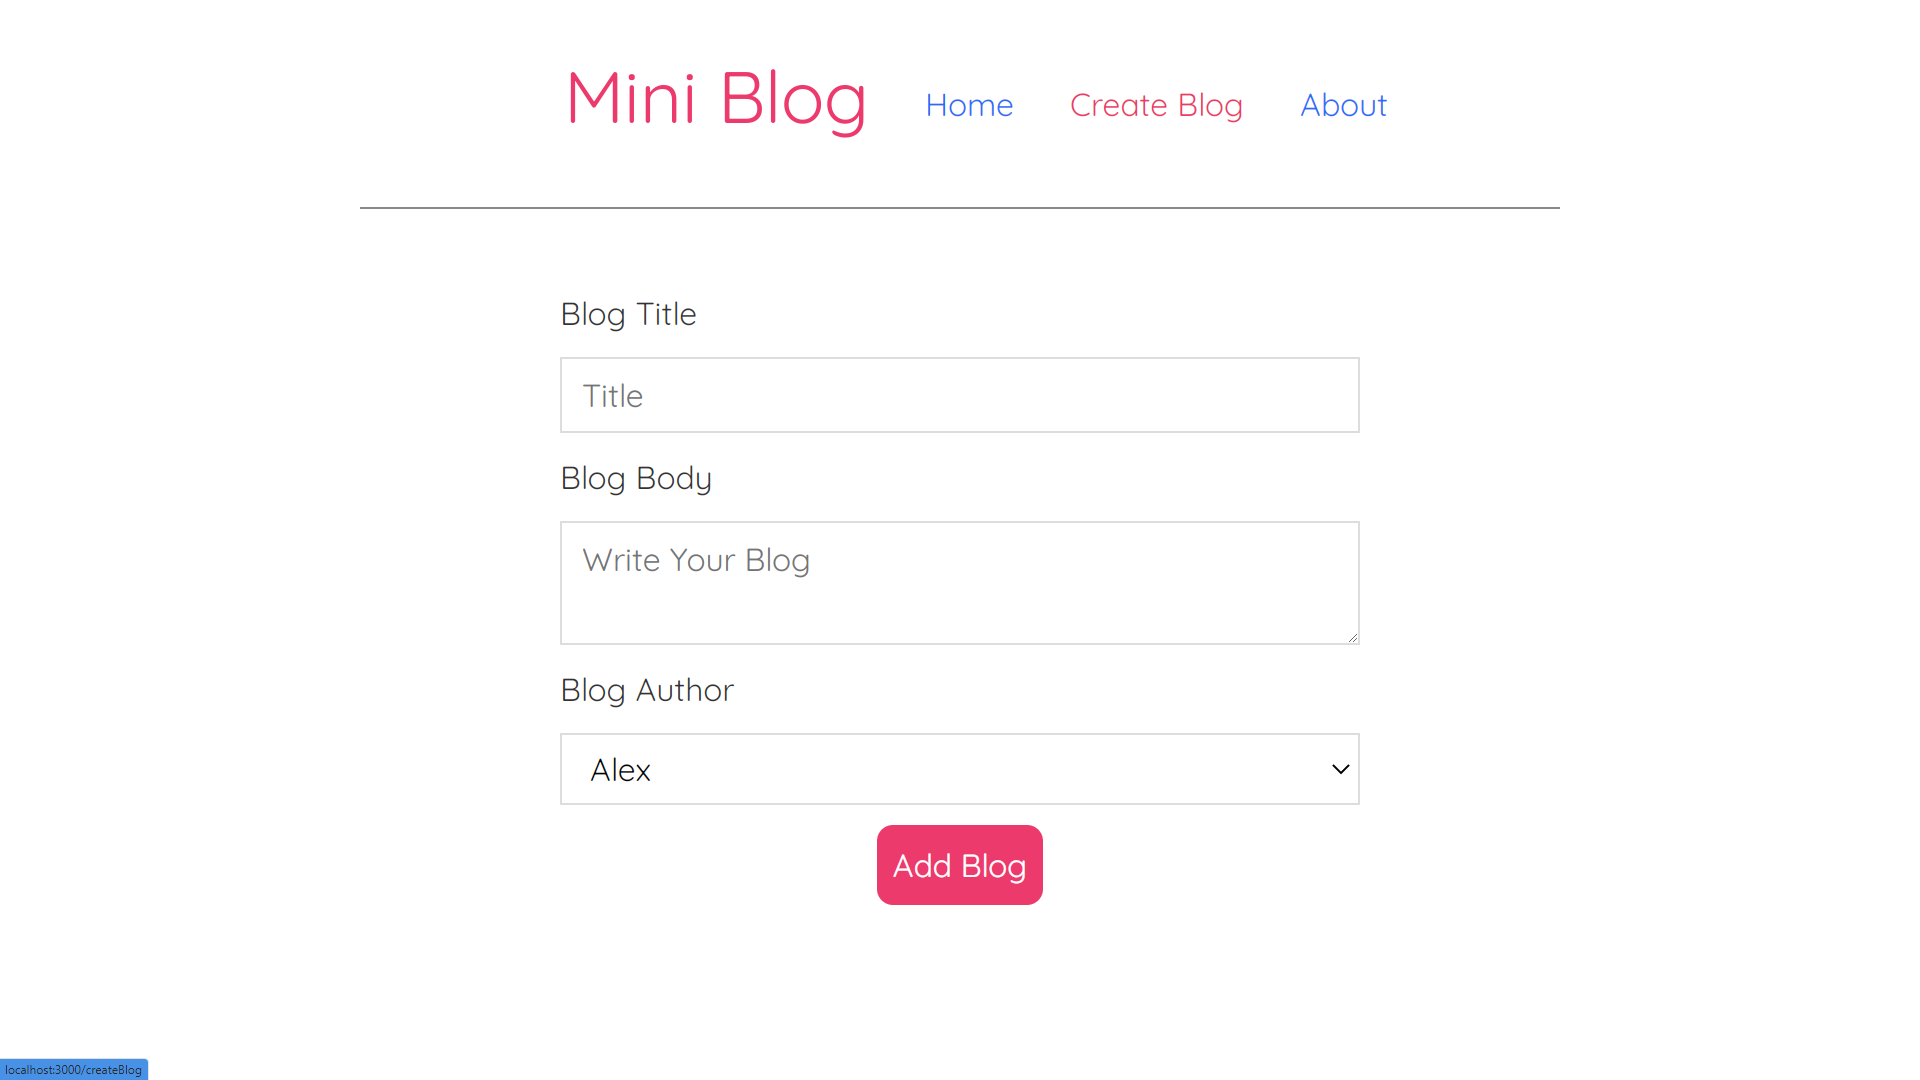 Mini Blog
Home
Create Blog
About
Blog Title
Title
Blog Body
Write Your Blog
Blog Author
Alex
Add Blog
localhost:3000/createBlog